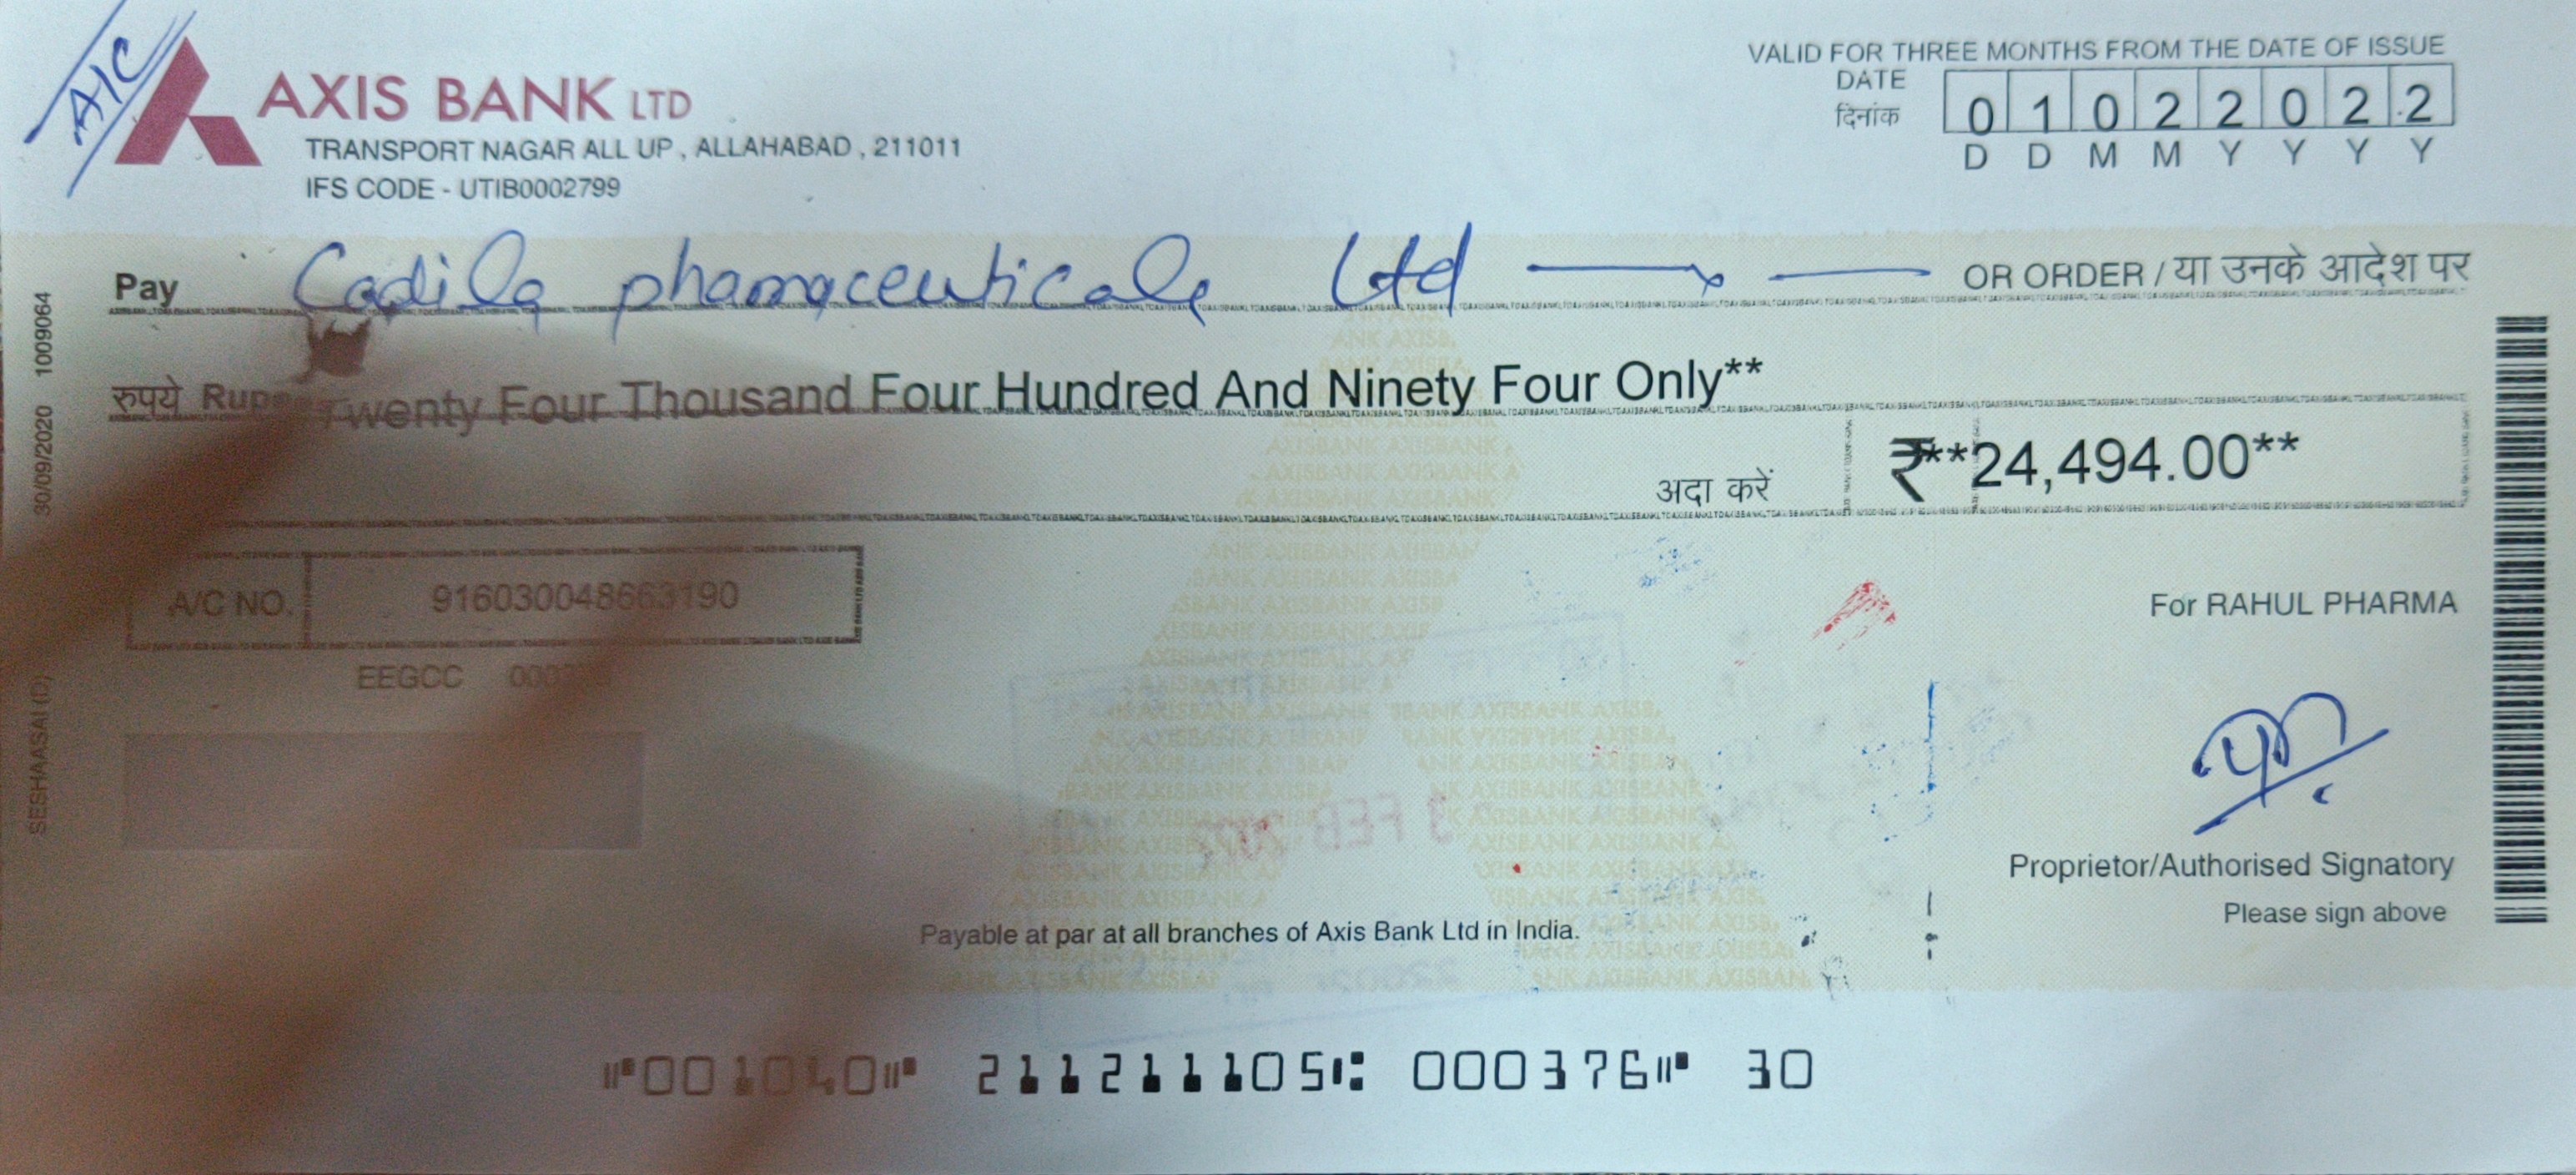 A/C
AXIS BANK LTD
TRANSPORT NAGAR ALL UP , ALLAHABAD , 211011
IFS CODE - UTIB0002799
VALID FOR THREE MONTHS FROM THE DATE OF ISSUE
DATE
दिनांक
0 1 0 2 2 0 2 2
D D M M Y Y Y Y
Pay Cadila phamaceuticals Ltd OR ORDER / या उनके आदेश पर
रुपये Twenty Four Thousand Four Hundred And Ninety Four Only**
अदा करें ₹**24,494.00**
A/C NO. 916030048663190
For RAHUL PHARMA
EEGCC
Proprietor/Authorised Signatory
Please sign above
Payable at par at all branches of Axis Bank Ltd in India.
⑈001040⑈ 211211105⑆ 000376⑈ 30
SESHAASAI (D) 30/09/2020 1009064